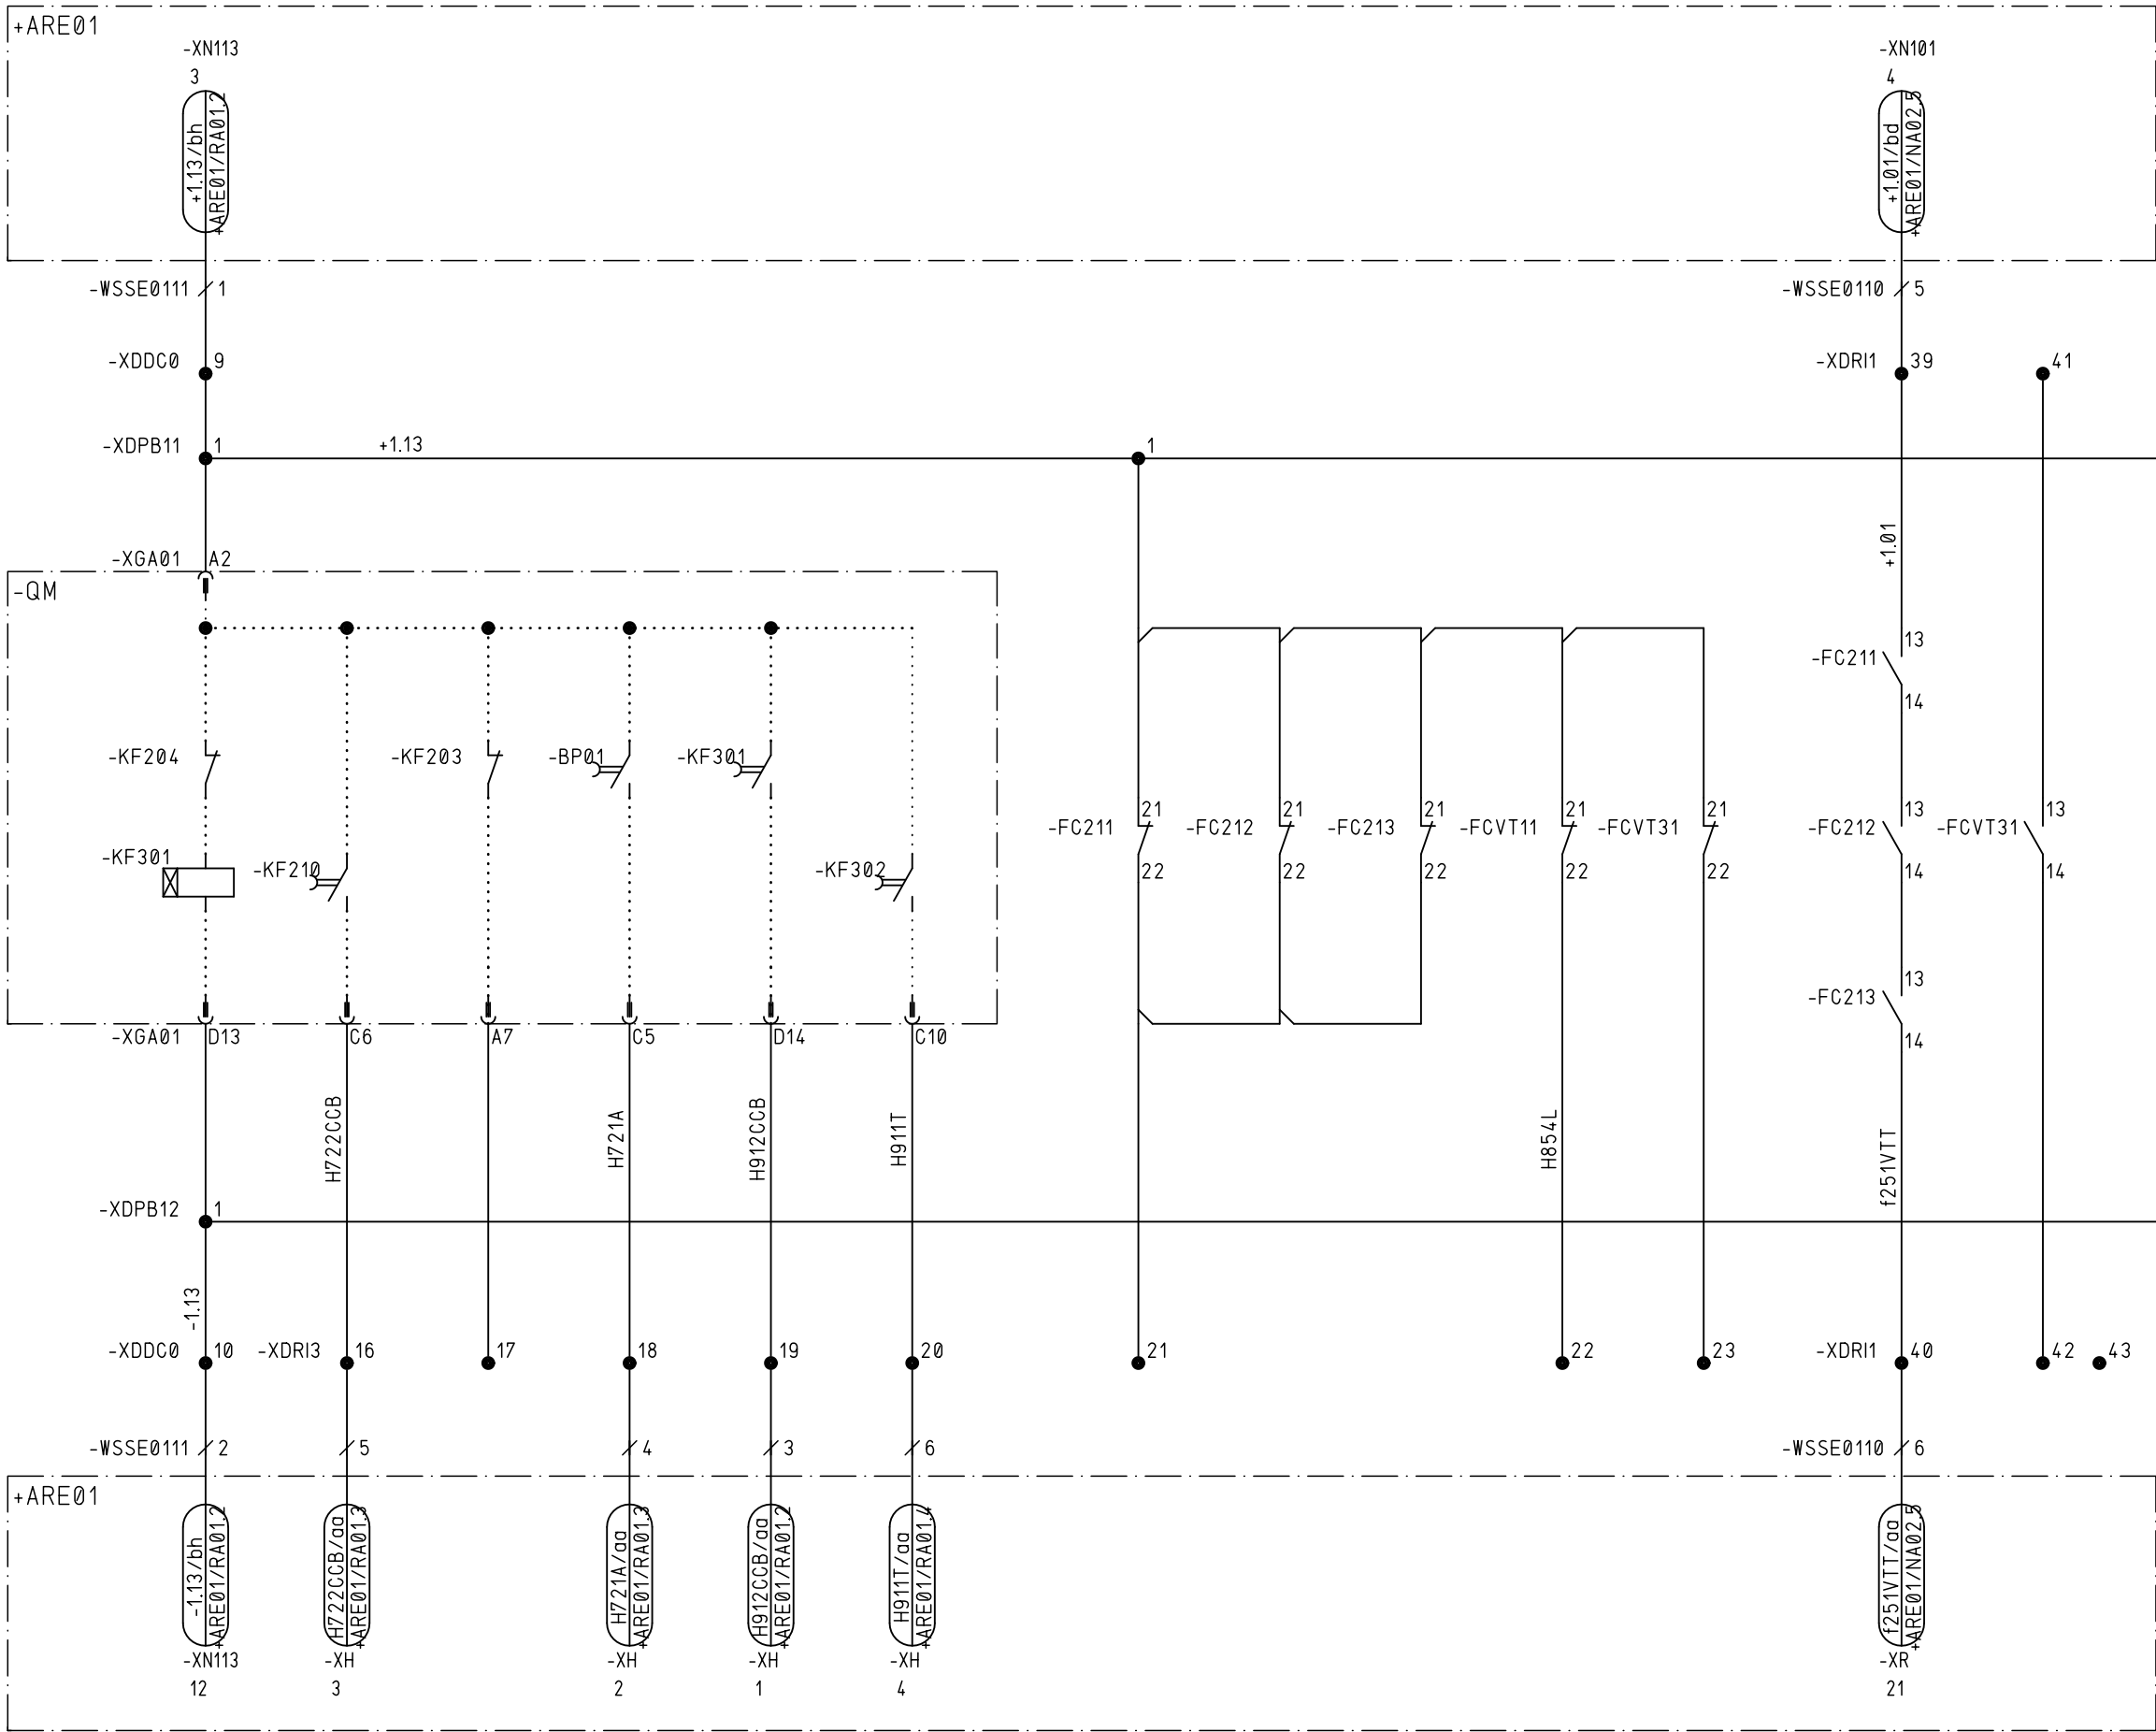 +ARE01
-XN113
-XN101
3
4
+1.13/bh
+ARE01/RA01.2
+1.01/bd
+ARE01/NA02.5
-WSSE0111 1
-WSSE0110 5
-XDDC0 9
-XDRI1 39
41
-XDPB11 1
+1.13
1
+1.01
-XGA01 A2
-QM
13
-FC211
14
-KF204
-KF203
-BP01
-KF301
21
21
21
21
21
13
13
-FC211
-FC212
-FC213
-FCVT11
-FCVT31
-FC212
-FCVT31
-KF301
-KF210
-KF302
22
22
22
22
22
14
14
13
-FC213
14
-XGA01 D13
C6
A7
C5
D14
C10
H722CCB
H721A
H912CCB
H911T
H854L
f251VTT
-XDPB12 1
-1.13
-XDDC0 10
-XDRI3 16
17
18
19
20
21
22
23
-XDRI1 40
42
43
-WSSE0111 2
5
4
3
6
-WSSE0110 6
+ARE01
-1.13/bh
+ARE01/RA01.2
H722CCB/aa
+ARE01/RA01.3
H721A/aa
+ARE01/RA01.3
H912CCB/aa
+ARE01/RA01.2
H911T/aa
+ARE01/RA01.4
f251VTT/aa
+ARE01/NA02.5
-XN113
-XH
-XH
-XH
-XH
-XR
12
3
2
1
4
21